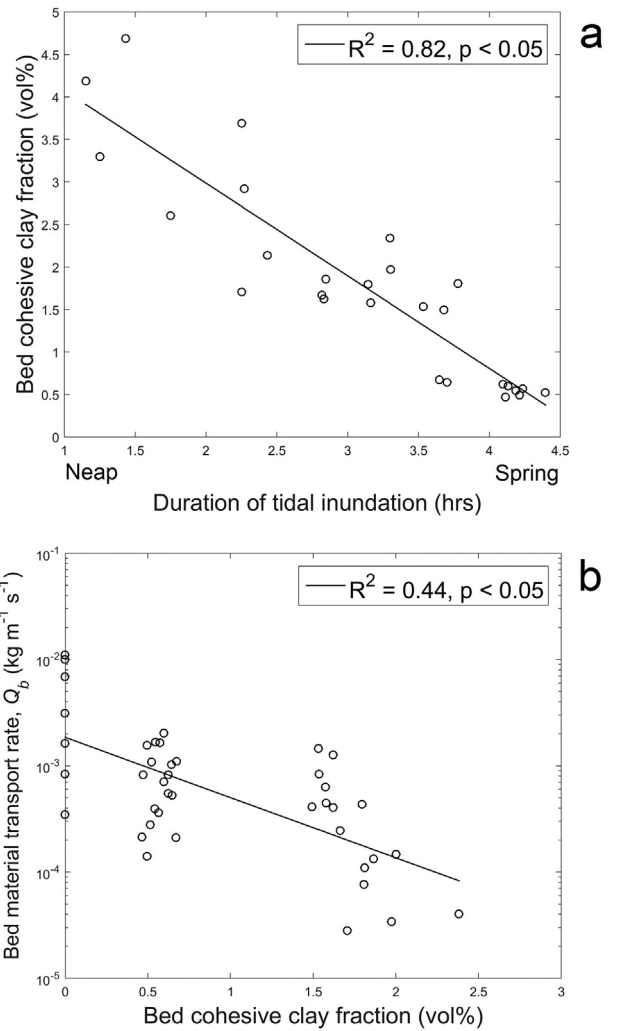 a
R² = 0.82, p < 0.05
Bed cohesive clay fraction (vol%)
5
4.5
4
3.5
3
2.5
2
1.5
1
0.5
0
1 1.5 2 2.5 3 3.5 4 4.5
Neap Spring
Duration of tidal inundation (hrs)
b
R² = 0.44, p < 0.05
Bed material transport rate, Q_b (kg m⁻¹ s⁻¹)
10⁻¹
10⁻²
10⁻³
10⁻⁴
10⁻⁵
0 0.5 1 1.5 2 2.5 3
Bed cohesive clay fraction (vol%)